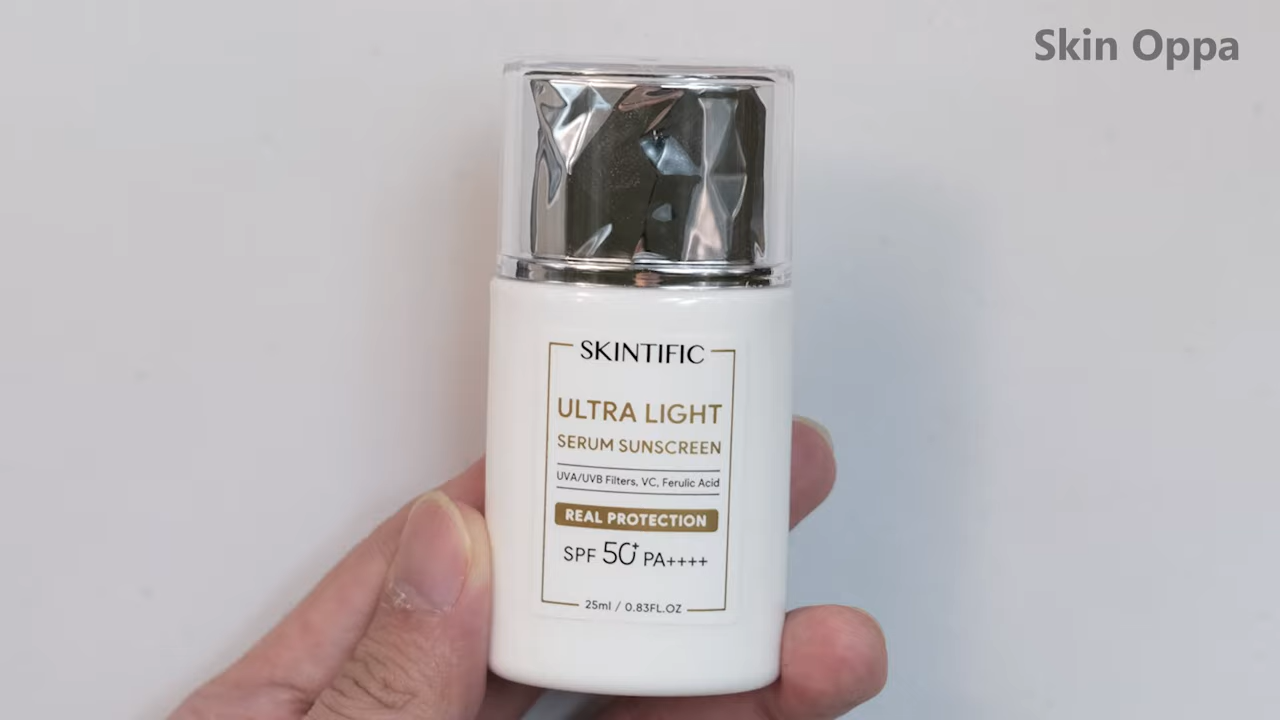 Skin Oppa
SKINTIFIC
ULTRA LIGHT
SERUM SUNSCREEN
UVA/UVB Filters, VC, Ferulic Acid
REAL PROTECTION
SPF 50+ PA++++
25ml / 0.83FL.OZ